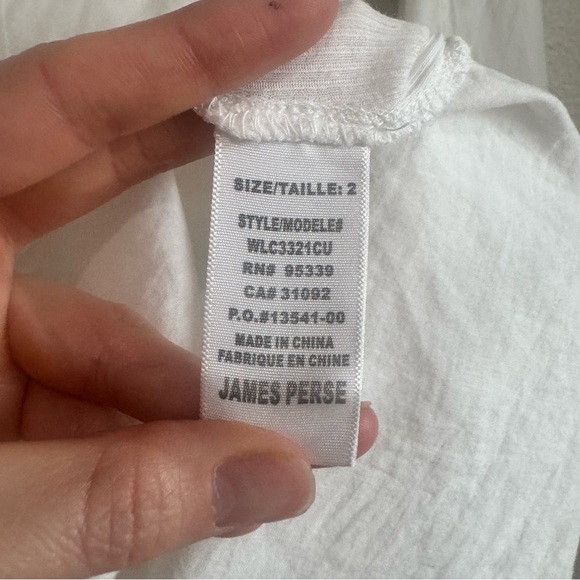 SIZE/TAILLE: 2
STYLE/MODELE#
WLC3321CU
RN# 95339
CA# 31092
P.O.#13541-00
MADE IN CHINA
FABRIQUE EN CHINE
JAMES PERSE